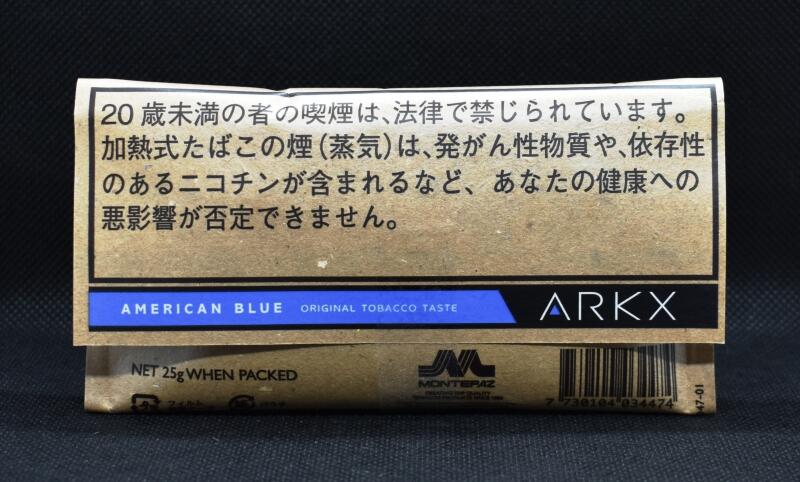 20歳未満の者の喫煙は、法律で禁じられています。
加熱式たばこの煙(蒸気)は、発がん性物質や、依存性
のあるニコチンが含まれるなど、あなたの健康への
悪影響が否定できません。
AMERICAN BLUE ORIGINAL TOBACCO TASTE ARKX
NET 25g WHEN PACKED
MONTEPAZ
7 730104 034474
47-01